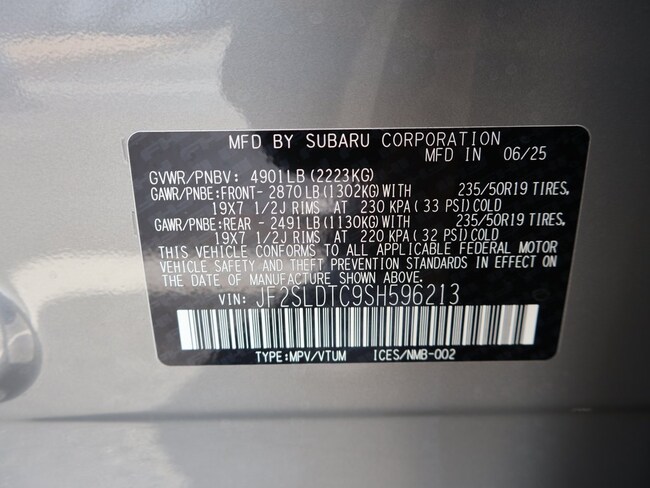 MFD BY SUBARU CORPORATION
MFD IN 06/25
GVWR/PNBV: 4901LB(2223KG)
GAWR/PNBE:FRONT- 2870LB(1302KG)WITH 235/50R19 TIRES,
19X7 1/2J RIMS AT 230 KPA(33 PSI)COLD
GAWR/PNBE:REAR - 2491LB(1130KG)WITH 235/50R19 TIRES,
19X7 1/2J RIMS AT 220 KPA(32 PSI)COLD
THIS VEHICLE CONFORMS TO ALL APPLICABLE FEDERAL MOTOR
VEHICLE SAFETY AND THEFT PREVENTION STANDARDS IN EFFECT ON
THE DATE OF MANUFACTURE SHOWN ABOVE.
VIN: JF2SLDTC9SH596213
TYPE:MPV/VTUM ICES/NMB-002